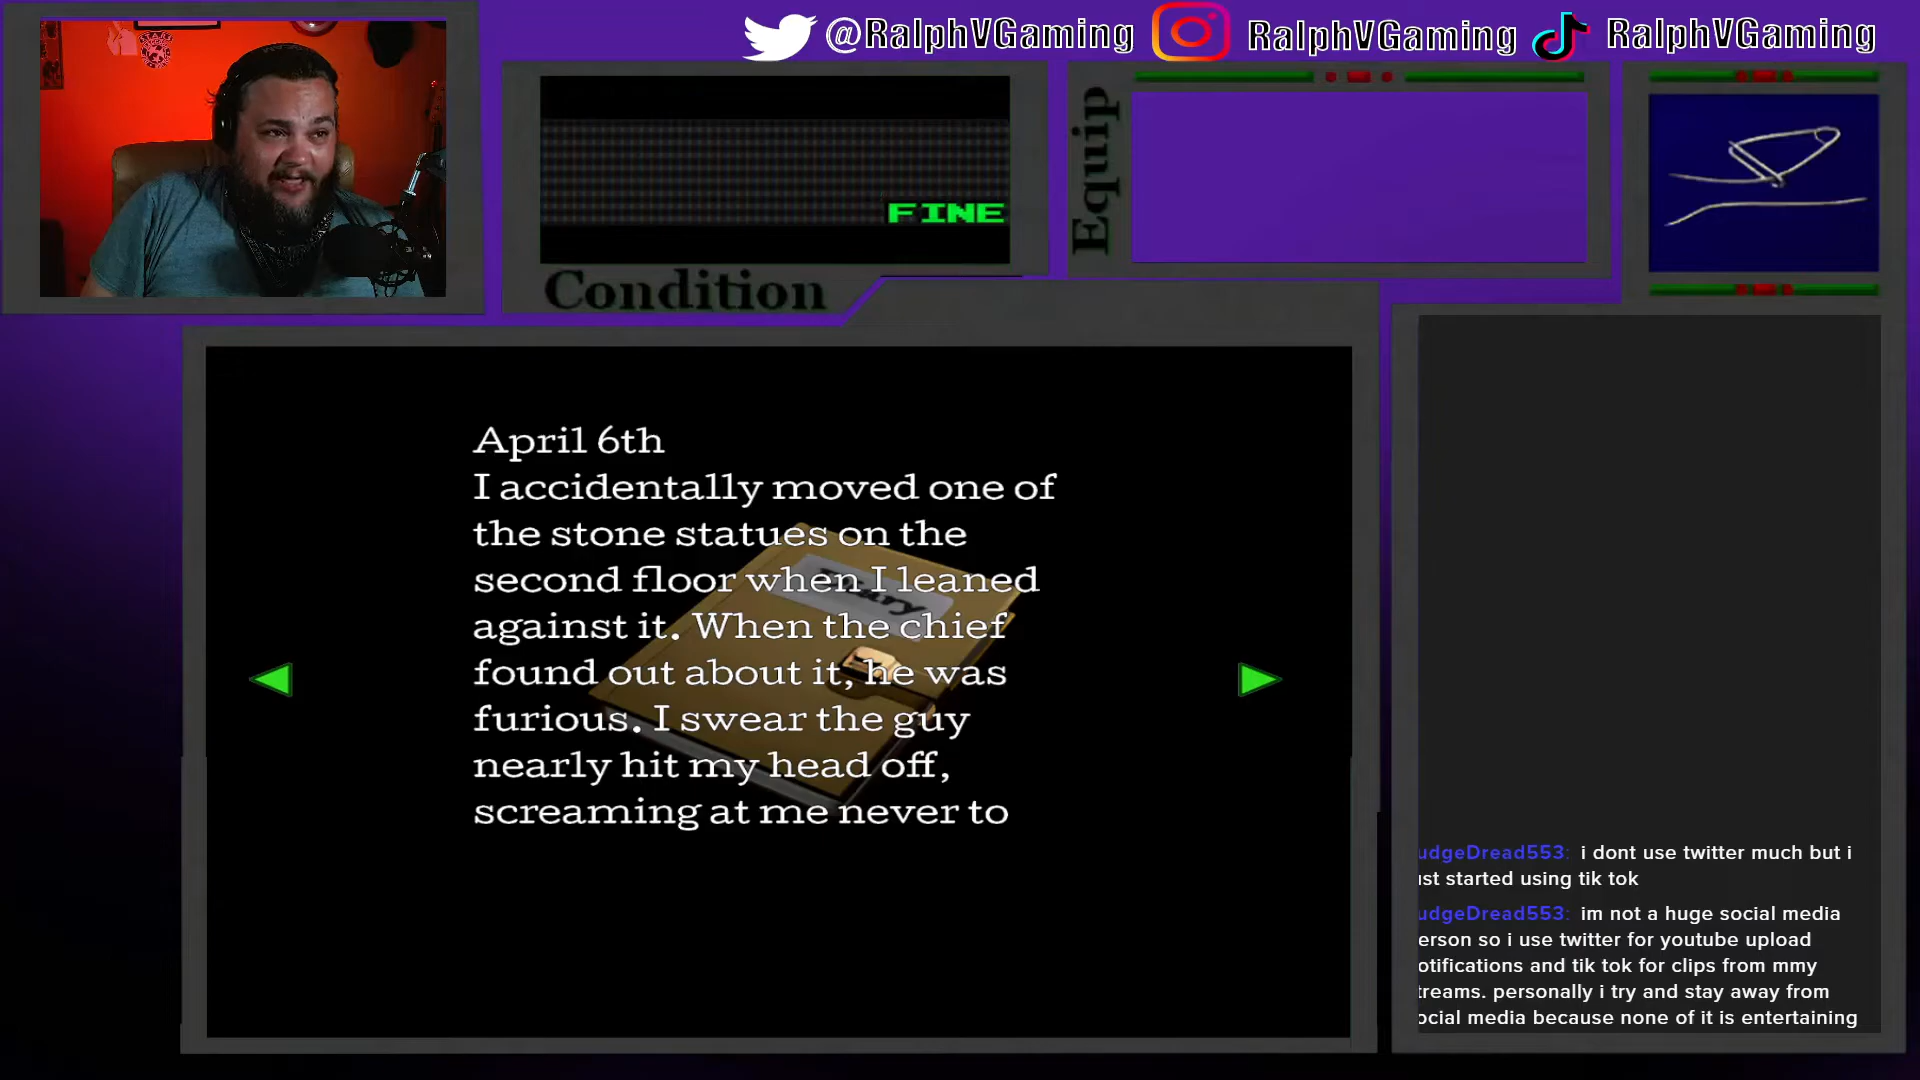 @RalphVGaming RalphVGaming RalphVGaming
FINE
Condition
Equip
April 6th
I accidentally moved one of
the stone statues on the
second floor when I leaned
against it. When the chief
found out about it, he was
furious. I swear the guy
nearly hit my head off,
screaming at me never to
udgeDread553: i dont use twitter much but i
ust started using tik tok
udgeDread553: im not a huge social media
erson so i use twitter for youtube upload
otifications and tik tok for clips from mmy
treams. personally i try and stay away from
ocial media because none of it is entertaining